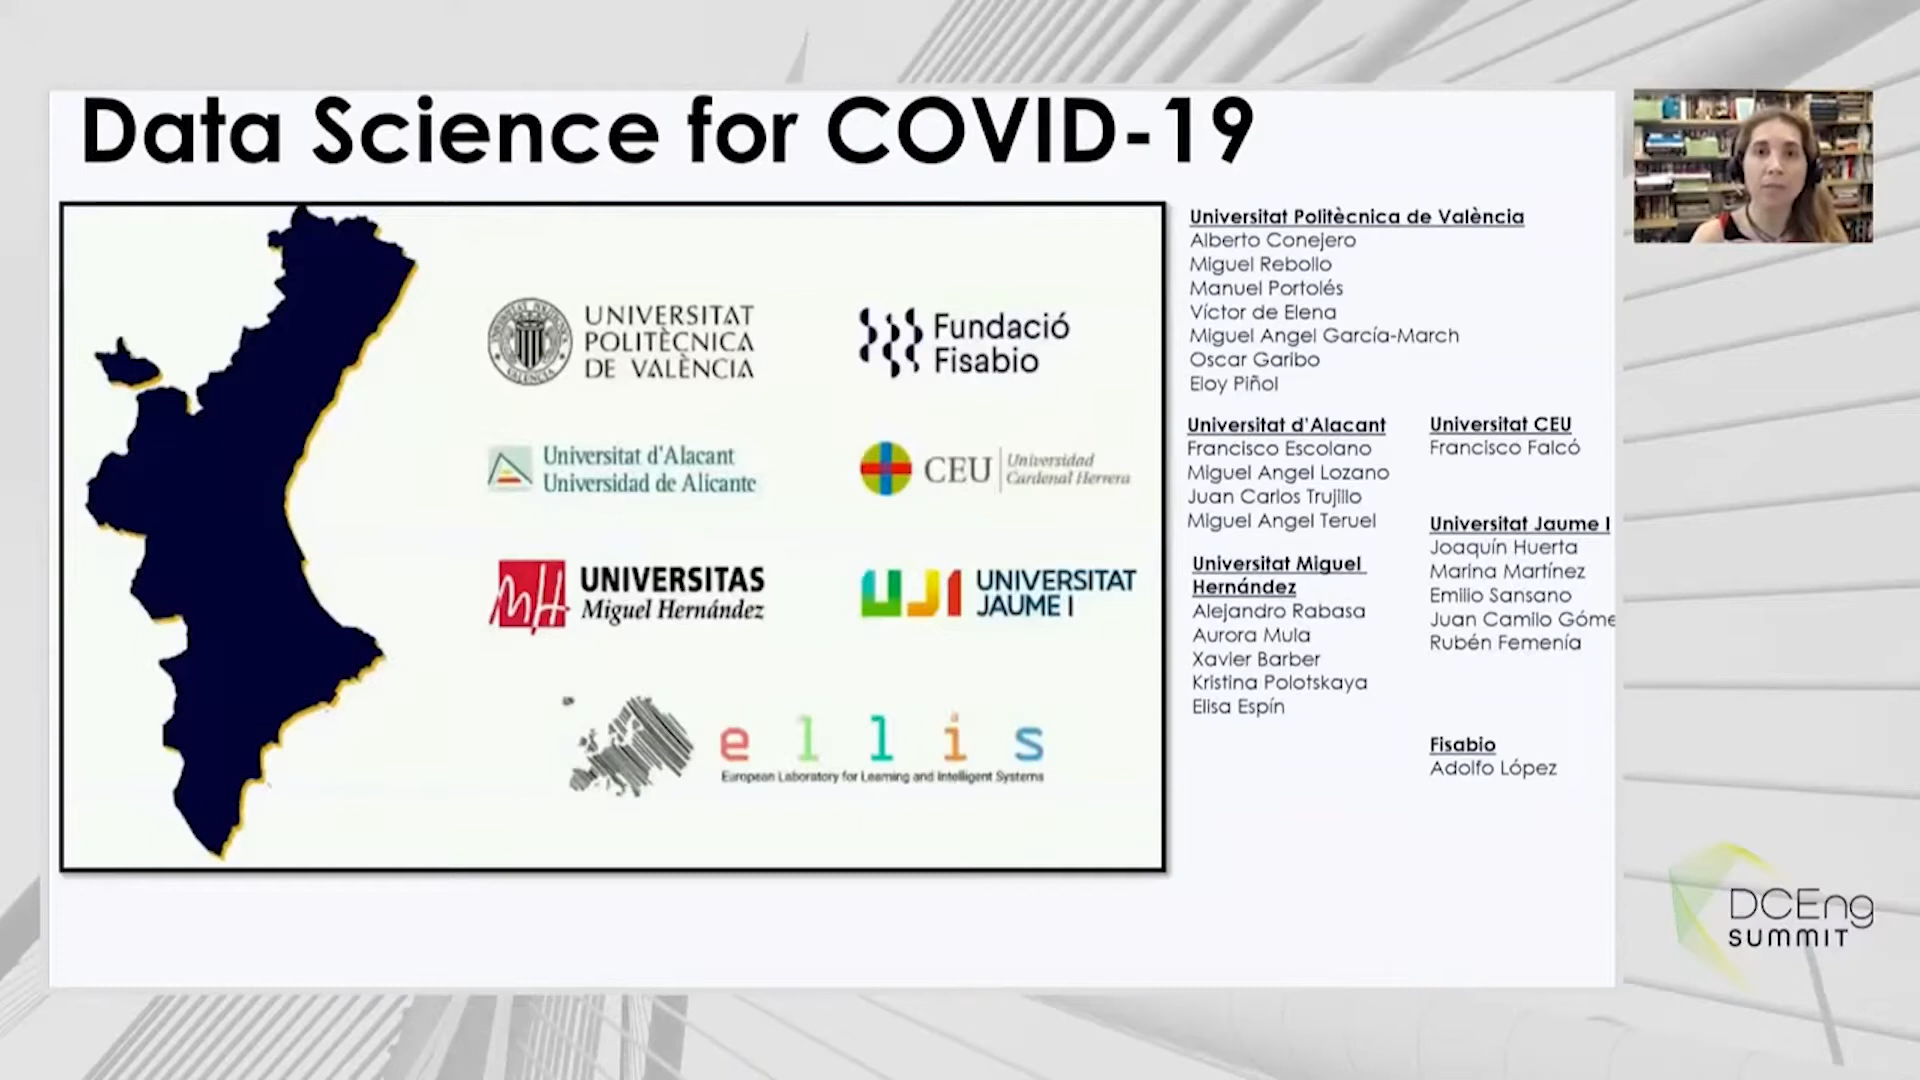 Data Science for COVID-19
UNIVERSITAT
POLITÈCNICA
DE VALÈNCIA
Fundació
Fisabio
Universitat d'Alacant
Universidad de Alicante
CEU
Universidad
Cardenal Herrera
UNIVERSITAS
Miguel Hernández
UNIVERSITAT
JAUME I
ellis
European Laboratory for Learning and Intelligent Systems
Universitat Politècnica de València
Alberto Conejero
Miguel Rebollo
Manuel Portolés
Víctor de Elena
Miguel Angel García-March
Oscar Garibo
Eloy Piñol
Universitat d'Alacant
Francisco Escolano
Miguel Angel Lozano
Juan Carlos Trujillo
Miguel Angel Teruel
Universitat Miguel
Hernández
Alejandro Rabasa
Aurora Mula
Xavier Barber
Kristina Polotskaya
Elisa Espín
Universitat CEU
Francisco Falcó
Universitat Jaume I
Joaquín Huerta
Marina Martínez
Emilio Sansano
Juan Camilo Góme
Rubén Femenía
Fisabio
Adolfo López
DCEng
SUMMIT